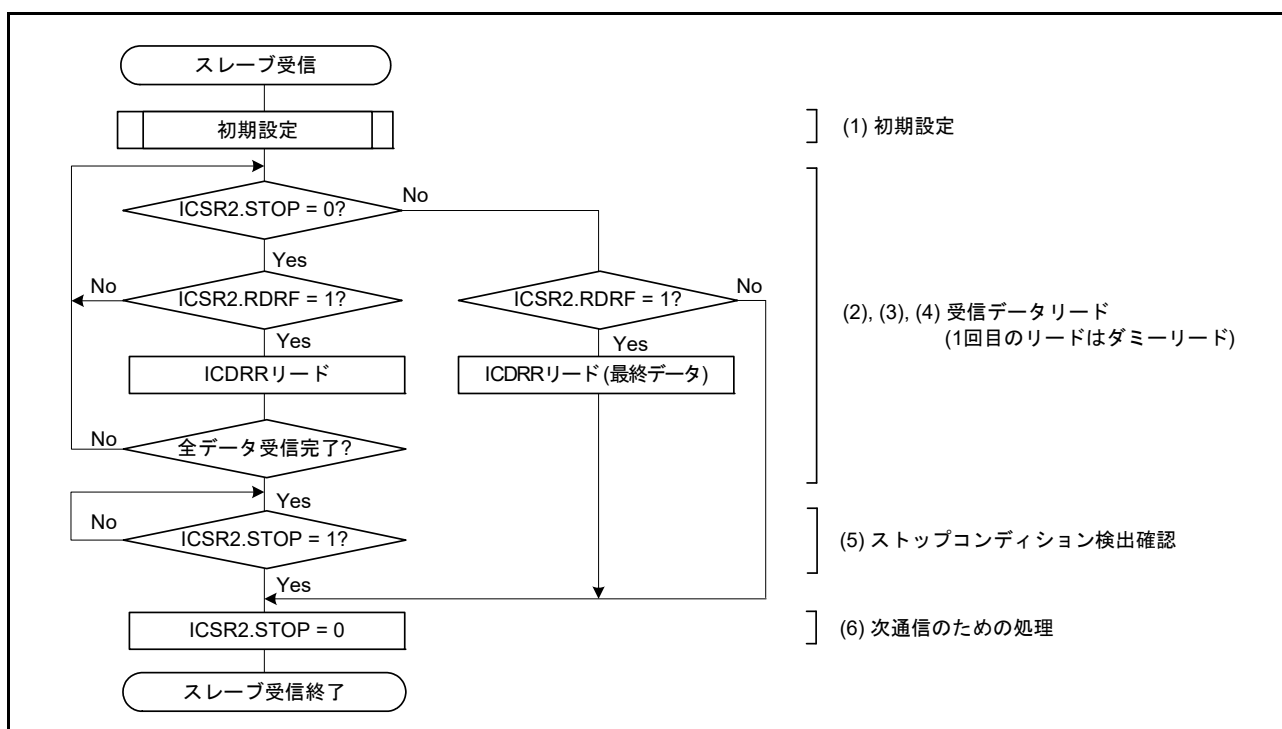 スレーブ受信
初期設定
(1) 初期設定
ICSR2.STOP = 0?
No
Yes
No
ICSR2.RDRF = 1?
ICSR2.RDRF = 1?
No
(2), (3), (4) 受信データリード
(1回目のリードはダミーリード)
Yes
Yes
ICDRRリード
ICDRRリード (最終データ)
No
全データ受信完了?
Yes
No
ICSR2.STOP = 1?
(5) ストップコンディション検出確認
Yes
ICSR2.STOP = 0
(6) 次通信のための処理
スレーブ受信終了